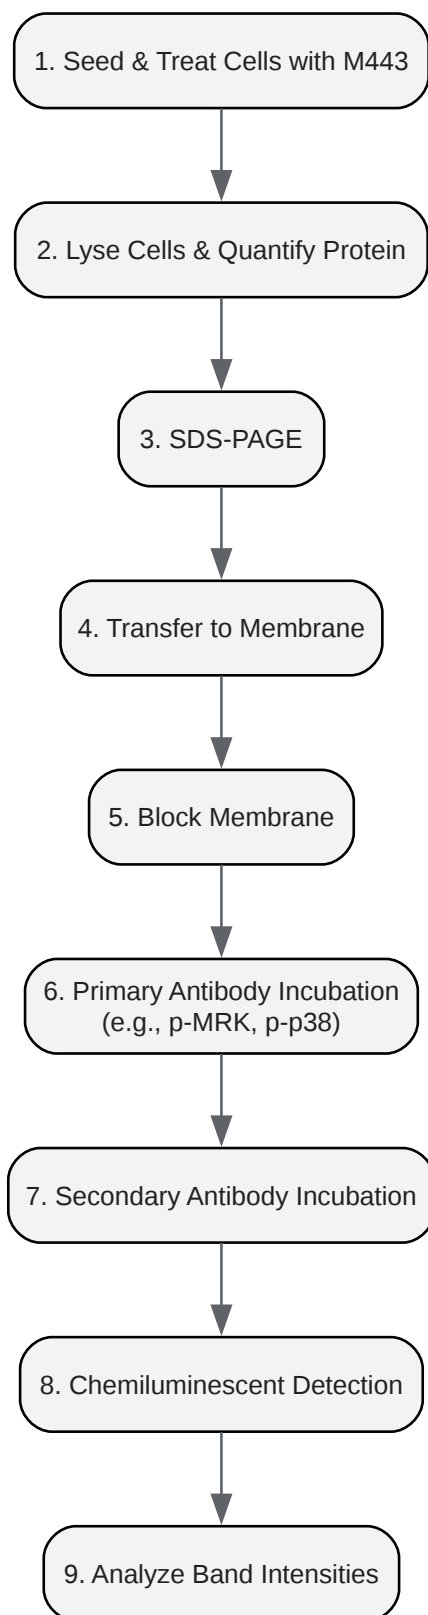 1. Seed & Treat Cells with M443
2. Lyse Cells & Quantify Protein
3. SDS-PAGE
4. Transfer to Membrane
5. Block Membrane
6. Primary Antibody Incubation
(e.g., p-MRK, p-p38)
7. Secondary Antibody Incubation
8. Chemiluminescent Detection
9. Analyze Band Intensities